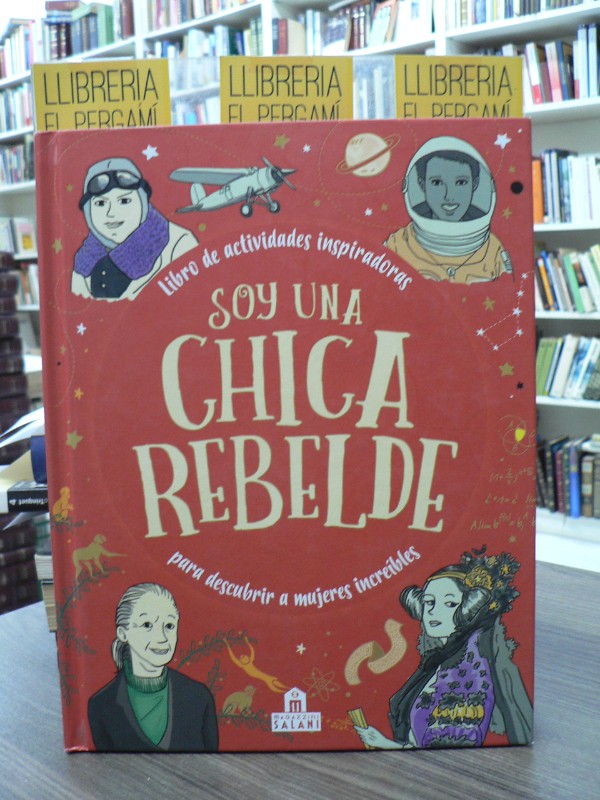 LLIBRERIA
EL PERGAMÍ
LLIBRERIA
EL PERGAMÍ
LLIBRERIA
EL PERGAMÍ
Libro de actividades inspiradoras
SOY UNA
CHICA
REBELDE
para descubrir a mujeres increíbles
MAGAZZINI
SALANI